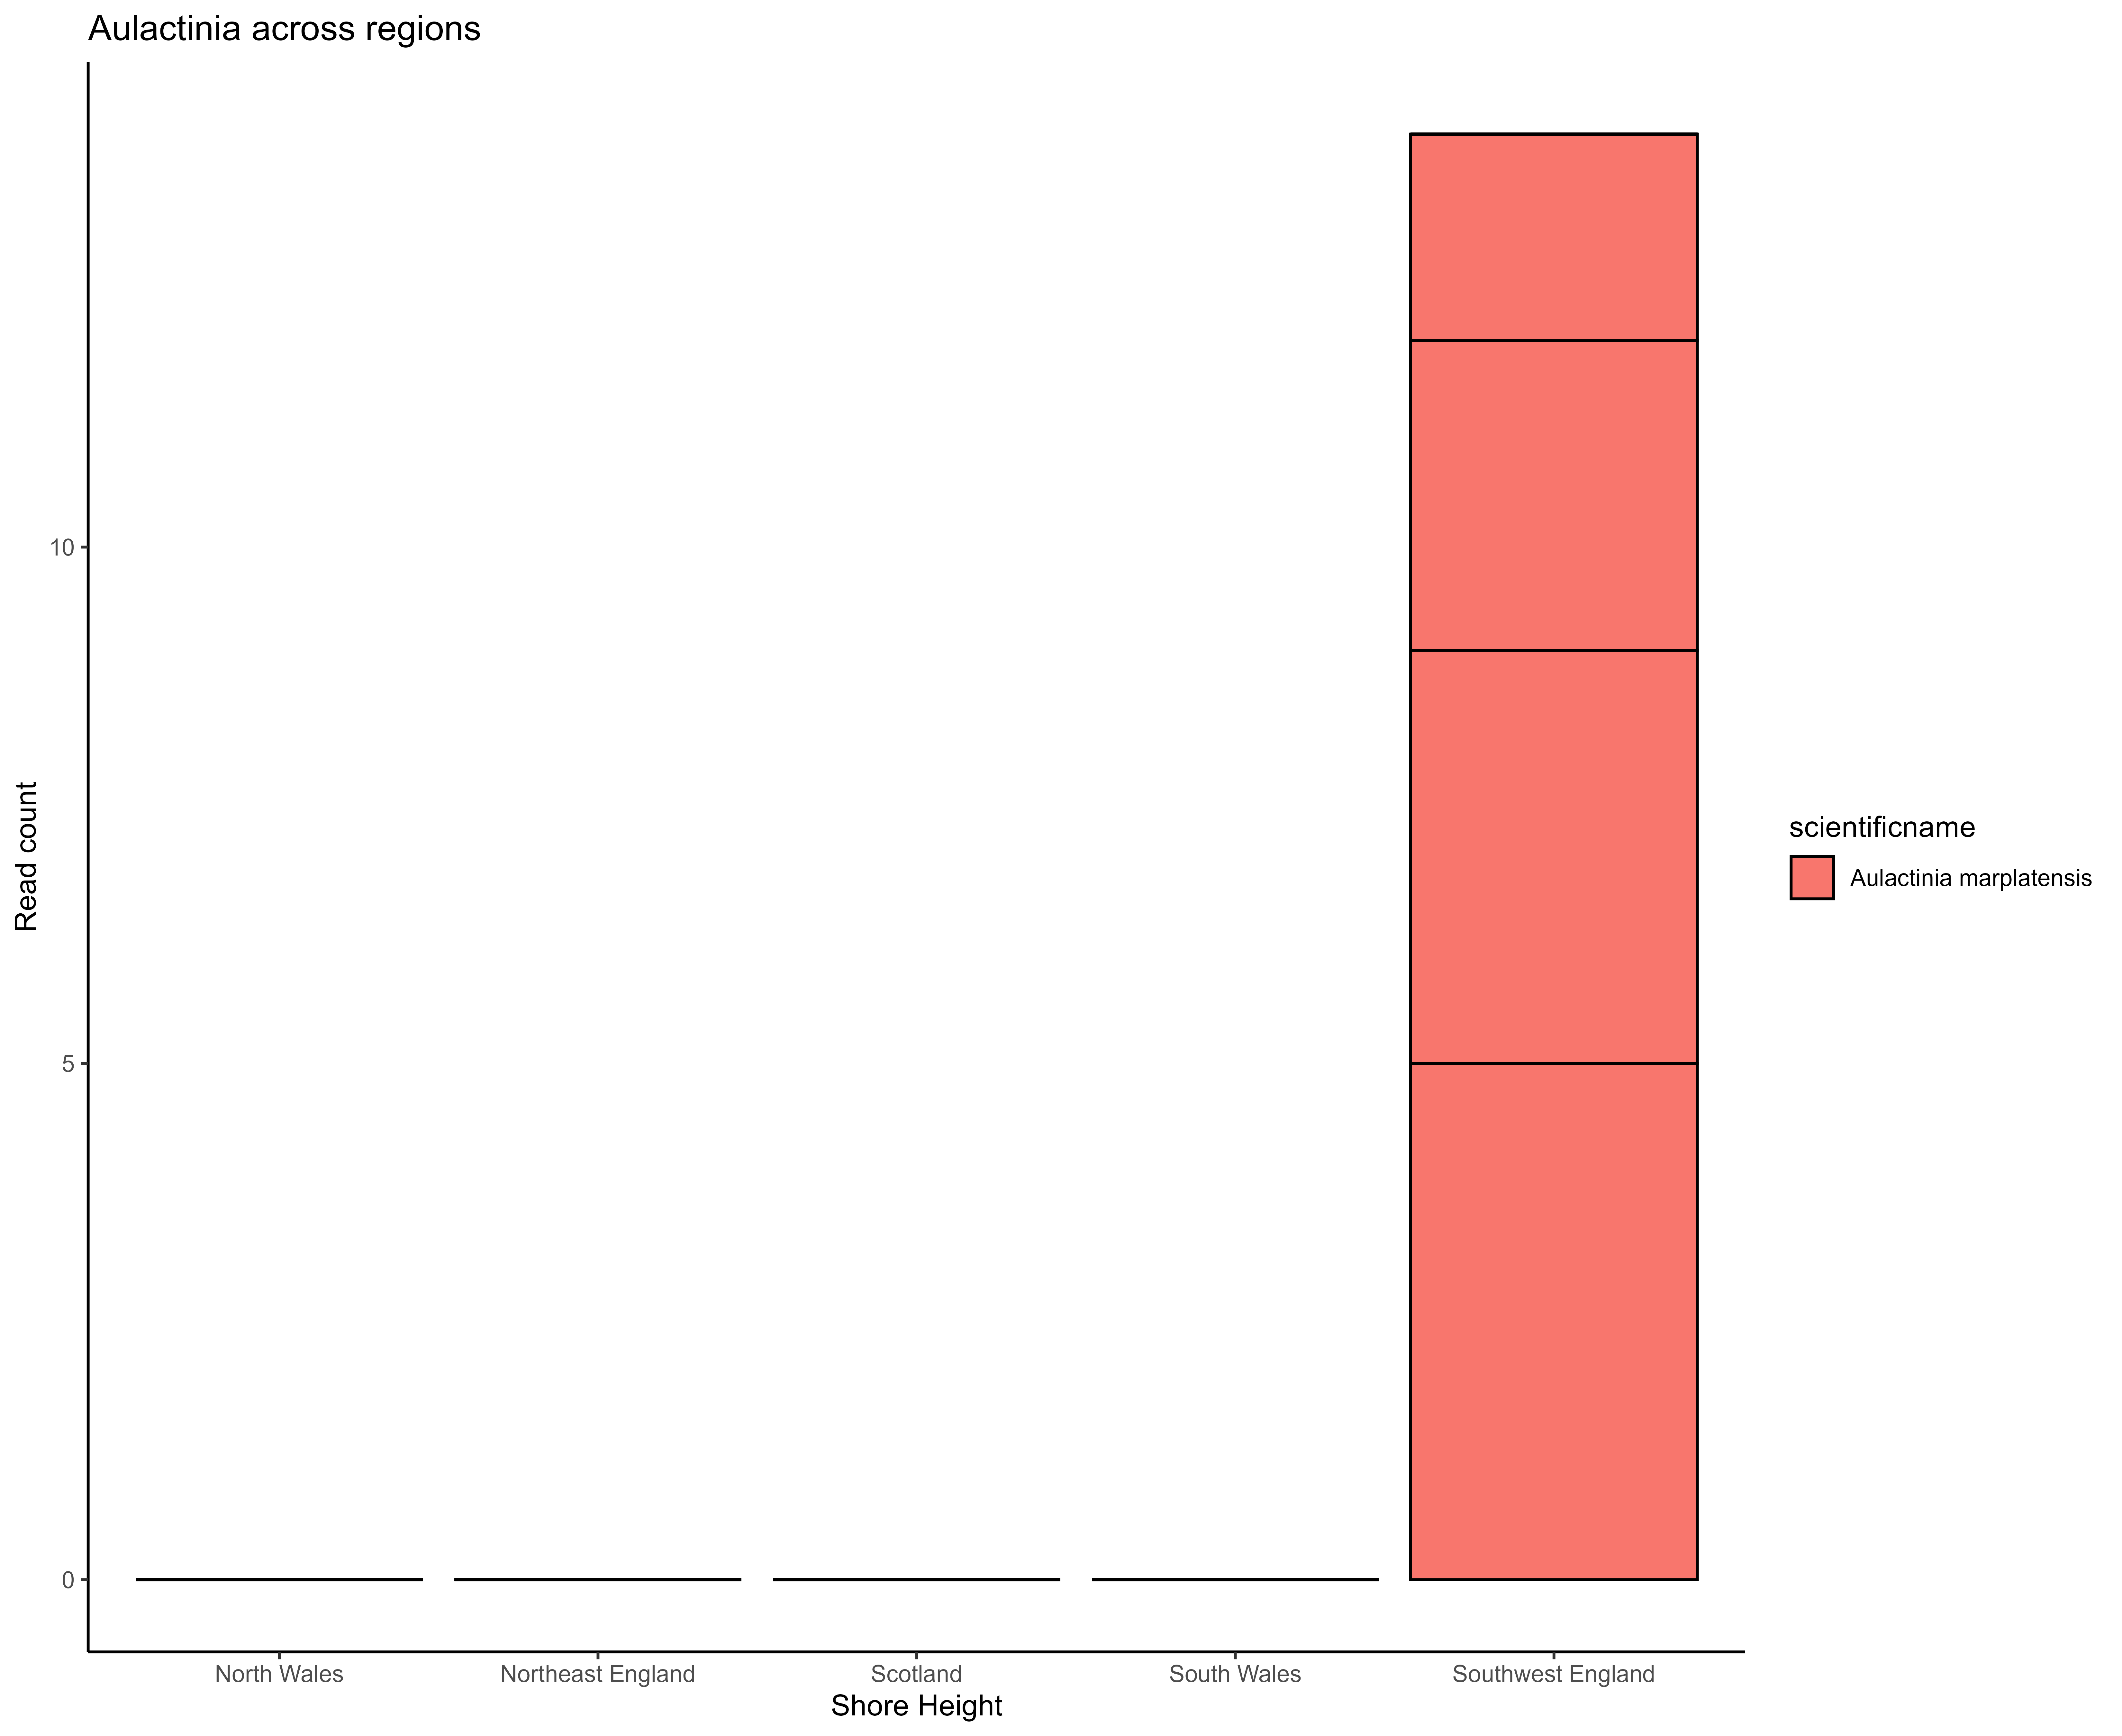 Aulactinia across regions
Read count
10
5
0
North Wales
Northeast England
Scotland
South Wales
Southwest England
Shore Height
scientificname
Aulactinia marplatensis